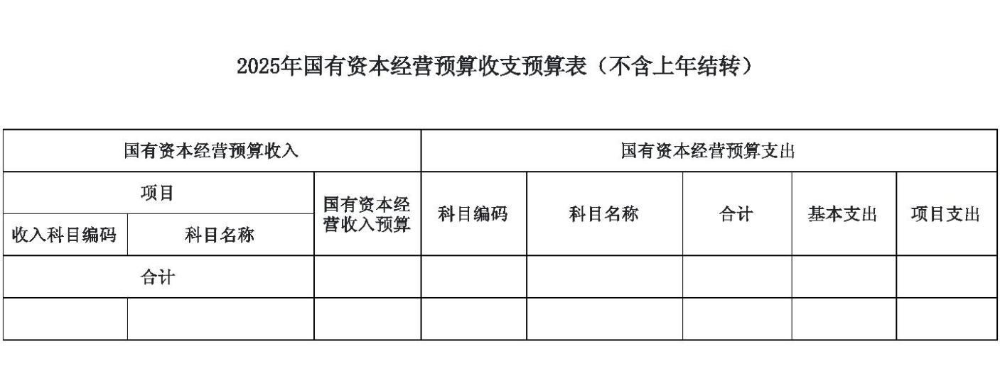 2025年国有资本经营预算收支预算表（不含上年结转）
国有资本经营预算收入
国有资本经营预算支出
项目
国有资本经
营收入预算
科目编码
科目名称
合计
基本支出
项目支出
收入科目编码
科目名称
合计